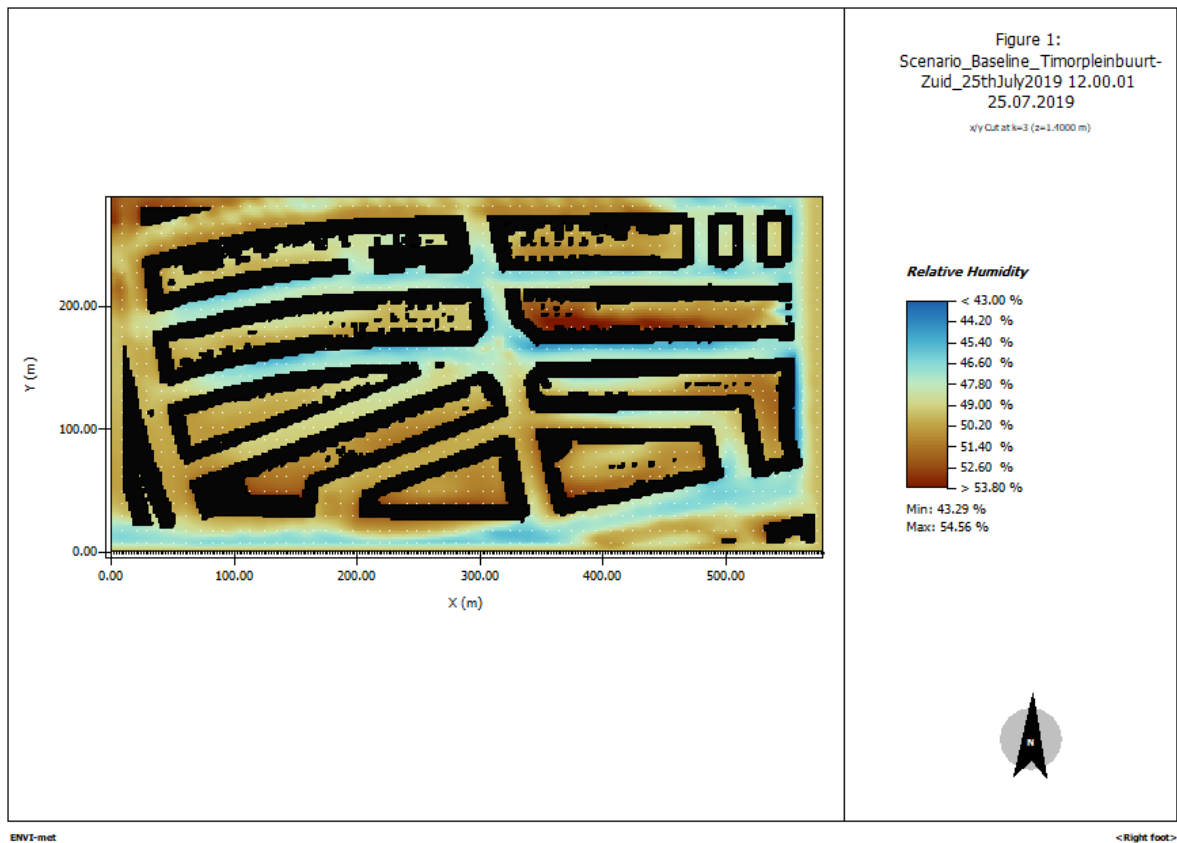 Figure 1:
Scenario_Baseline_Timorpleinbuurt-
Zuid_25thJuly2019 12.00.01
25.07.2019
x/y Cut at k=3 (z=1.4000 m)
Relative Humidity
< 43.00 %
44.20 %
45.40 %
46.60 %
47.80 %
49.00 %
50.20 %
51.40 %
52.60 %
> 53.80 %
Min: 43.29 %
Max: 54.56 %
200.00
100.00
0.00
Y (m)
0.00 100.00 200.00 300.00 400.00 500.00
X (m)
N
ENVI-met
<Right foot>